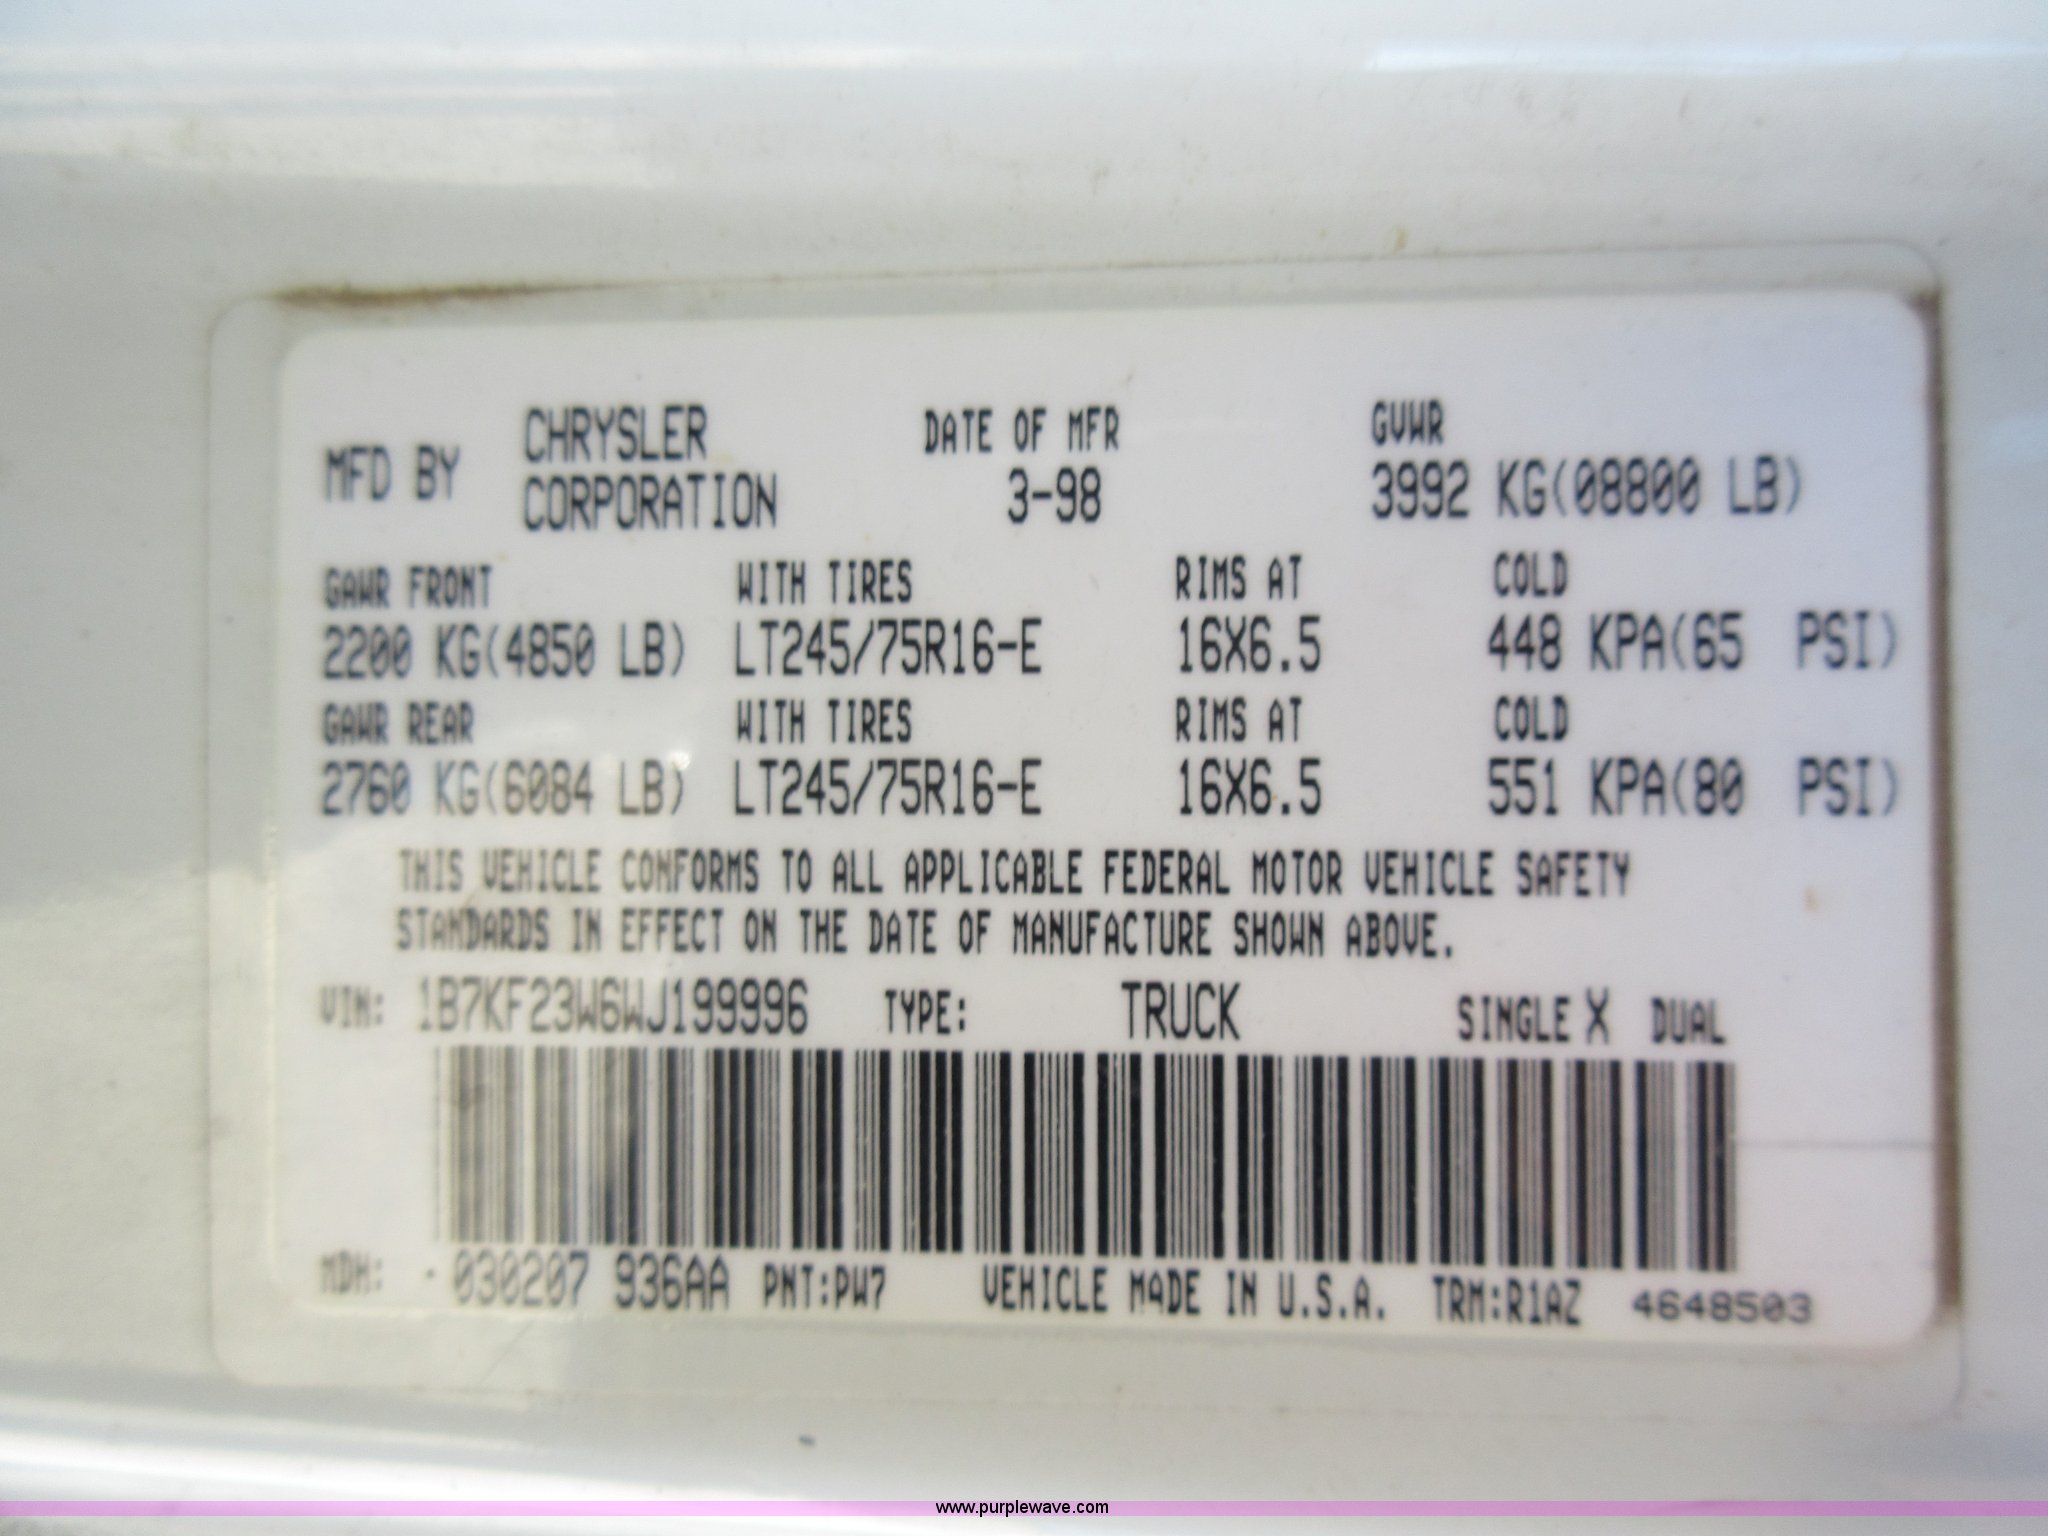 MFD BY CHRYSLER CORPORATION DATE OF MFR 3-98 GVWR 3992 KG(08800 LB)
GAWR FRONT WITH TIRES RIMS AT COLD
2200 KG(4850 LB) LT245/75R16-E 16X6.5 448 KPA(65 PSI)
GAWR REAR WITH TIRES RIMS AT COLD
2760 KG(6084 LB) LT245/75R16-E 16X6.5 551 KPA(80 PSI)
THIS VEHICLE CONFORMS TO ALL APPLICABLE FEDERAL MOTOR VEHICLE SAFETY
STANDARDS IN EFFECT ON THE DATE OF MANUFACTURE SHOWN ABOVE.
VIN: 1B7KF23W6WJ199996 TYPE: TRUCK SINGLE X DUAL
MDH: - 030207 936AA PNT:PW7 VEHICLE MADE IN U.S.A. TRM:R1AZ 4648503
www.purplewave.com